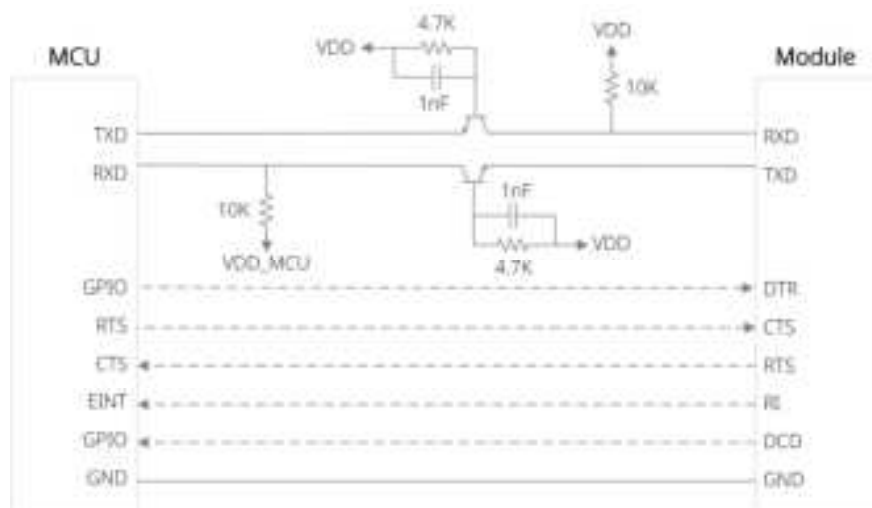 4.7K
VDD
VDD
MCU
Module
1nF
10K
TXD
RXD
RXD
TXD
1nF
10K
VDD
VDD_MCU
4.7K
GPIO
DTR
RTS
CTS
CTS
RTS
EINT
RI
GPIO
DCD
GND
GND